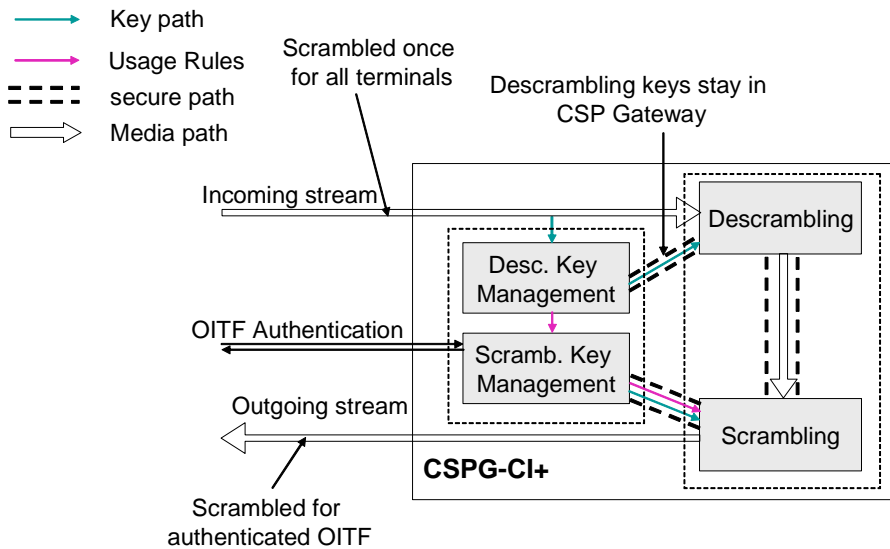 Key path
Usage Rules
secure path
Media path
Scrambled once
for all terminals
Descrambling keys stay in
CSP Gateway
Incoming stream
Descrambling
Desc. Key
Management
OITF Authentication
Scramb. Key
Management
Outgoing stream
Scrambling
CSPG-CI+
Scrambled for
authenticated OITF